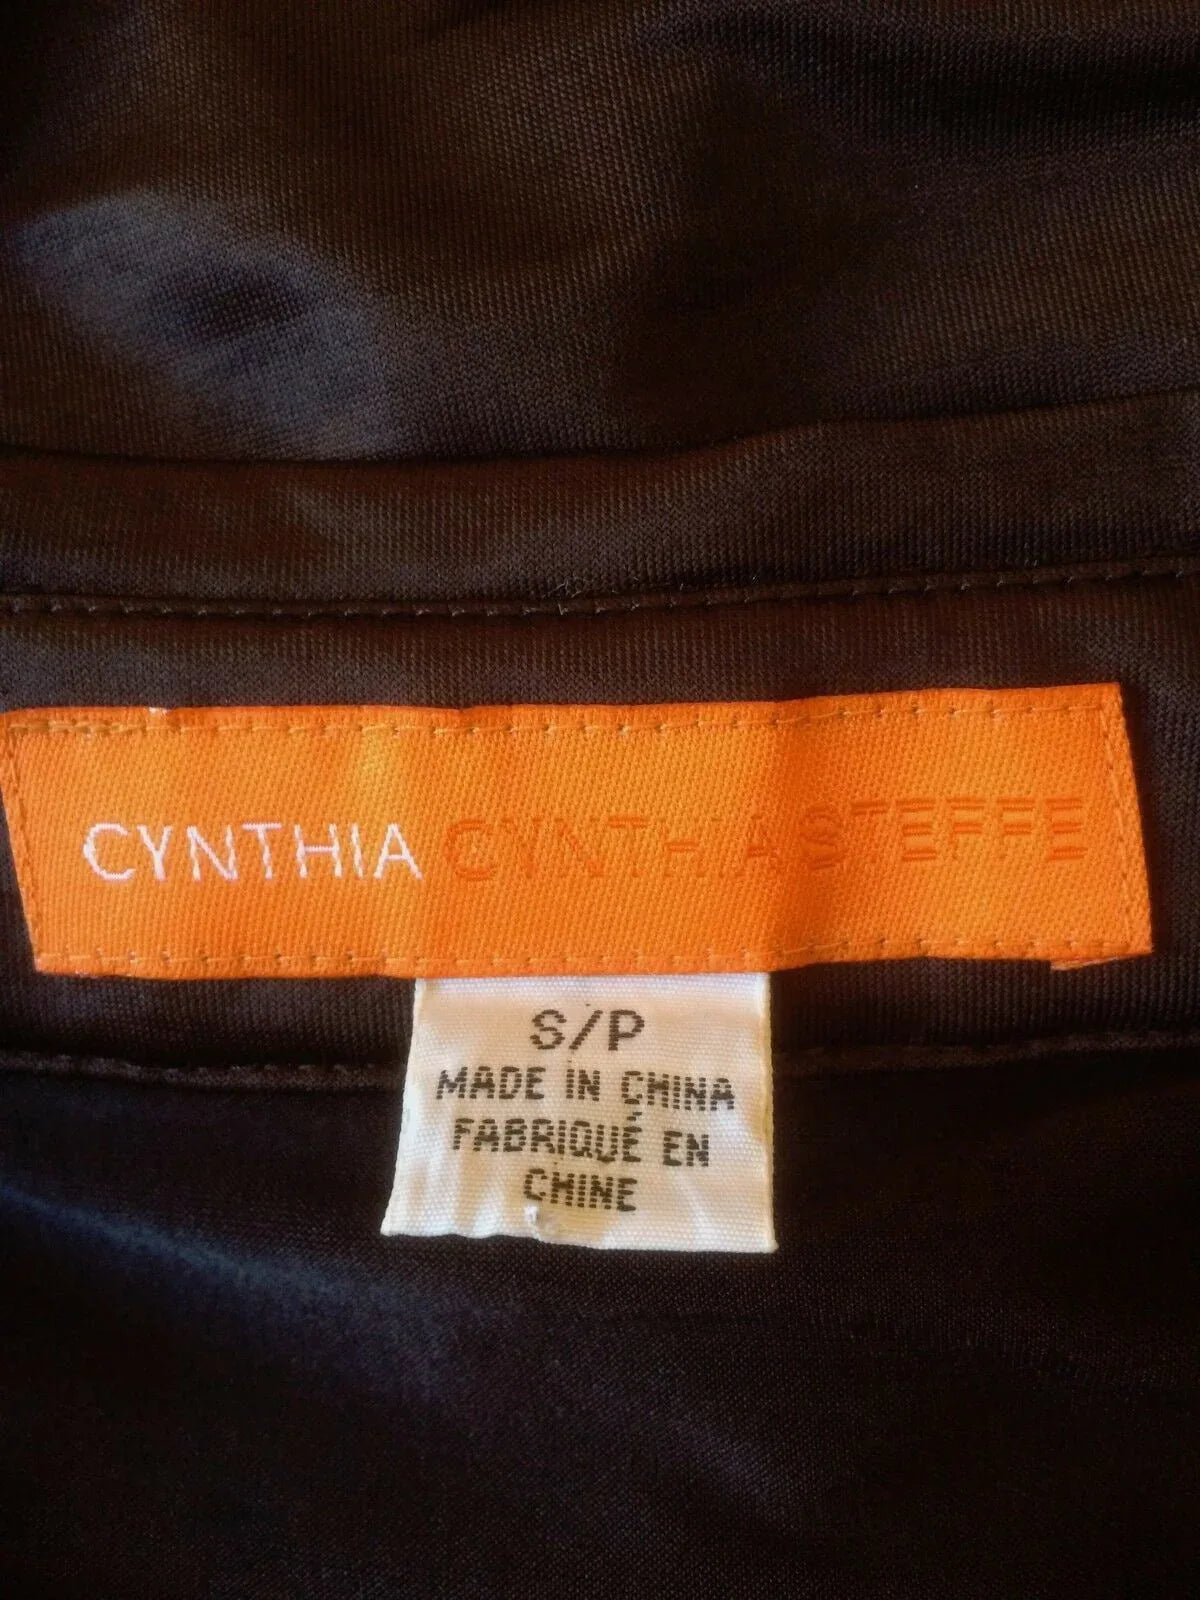 CYNTHIA CYNTHIA STEFFE
S/P
MADE IN CHINA
FABRIQUÉ EN
CHINE